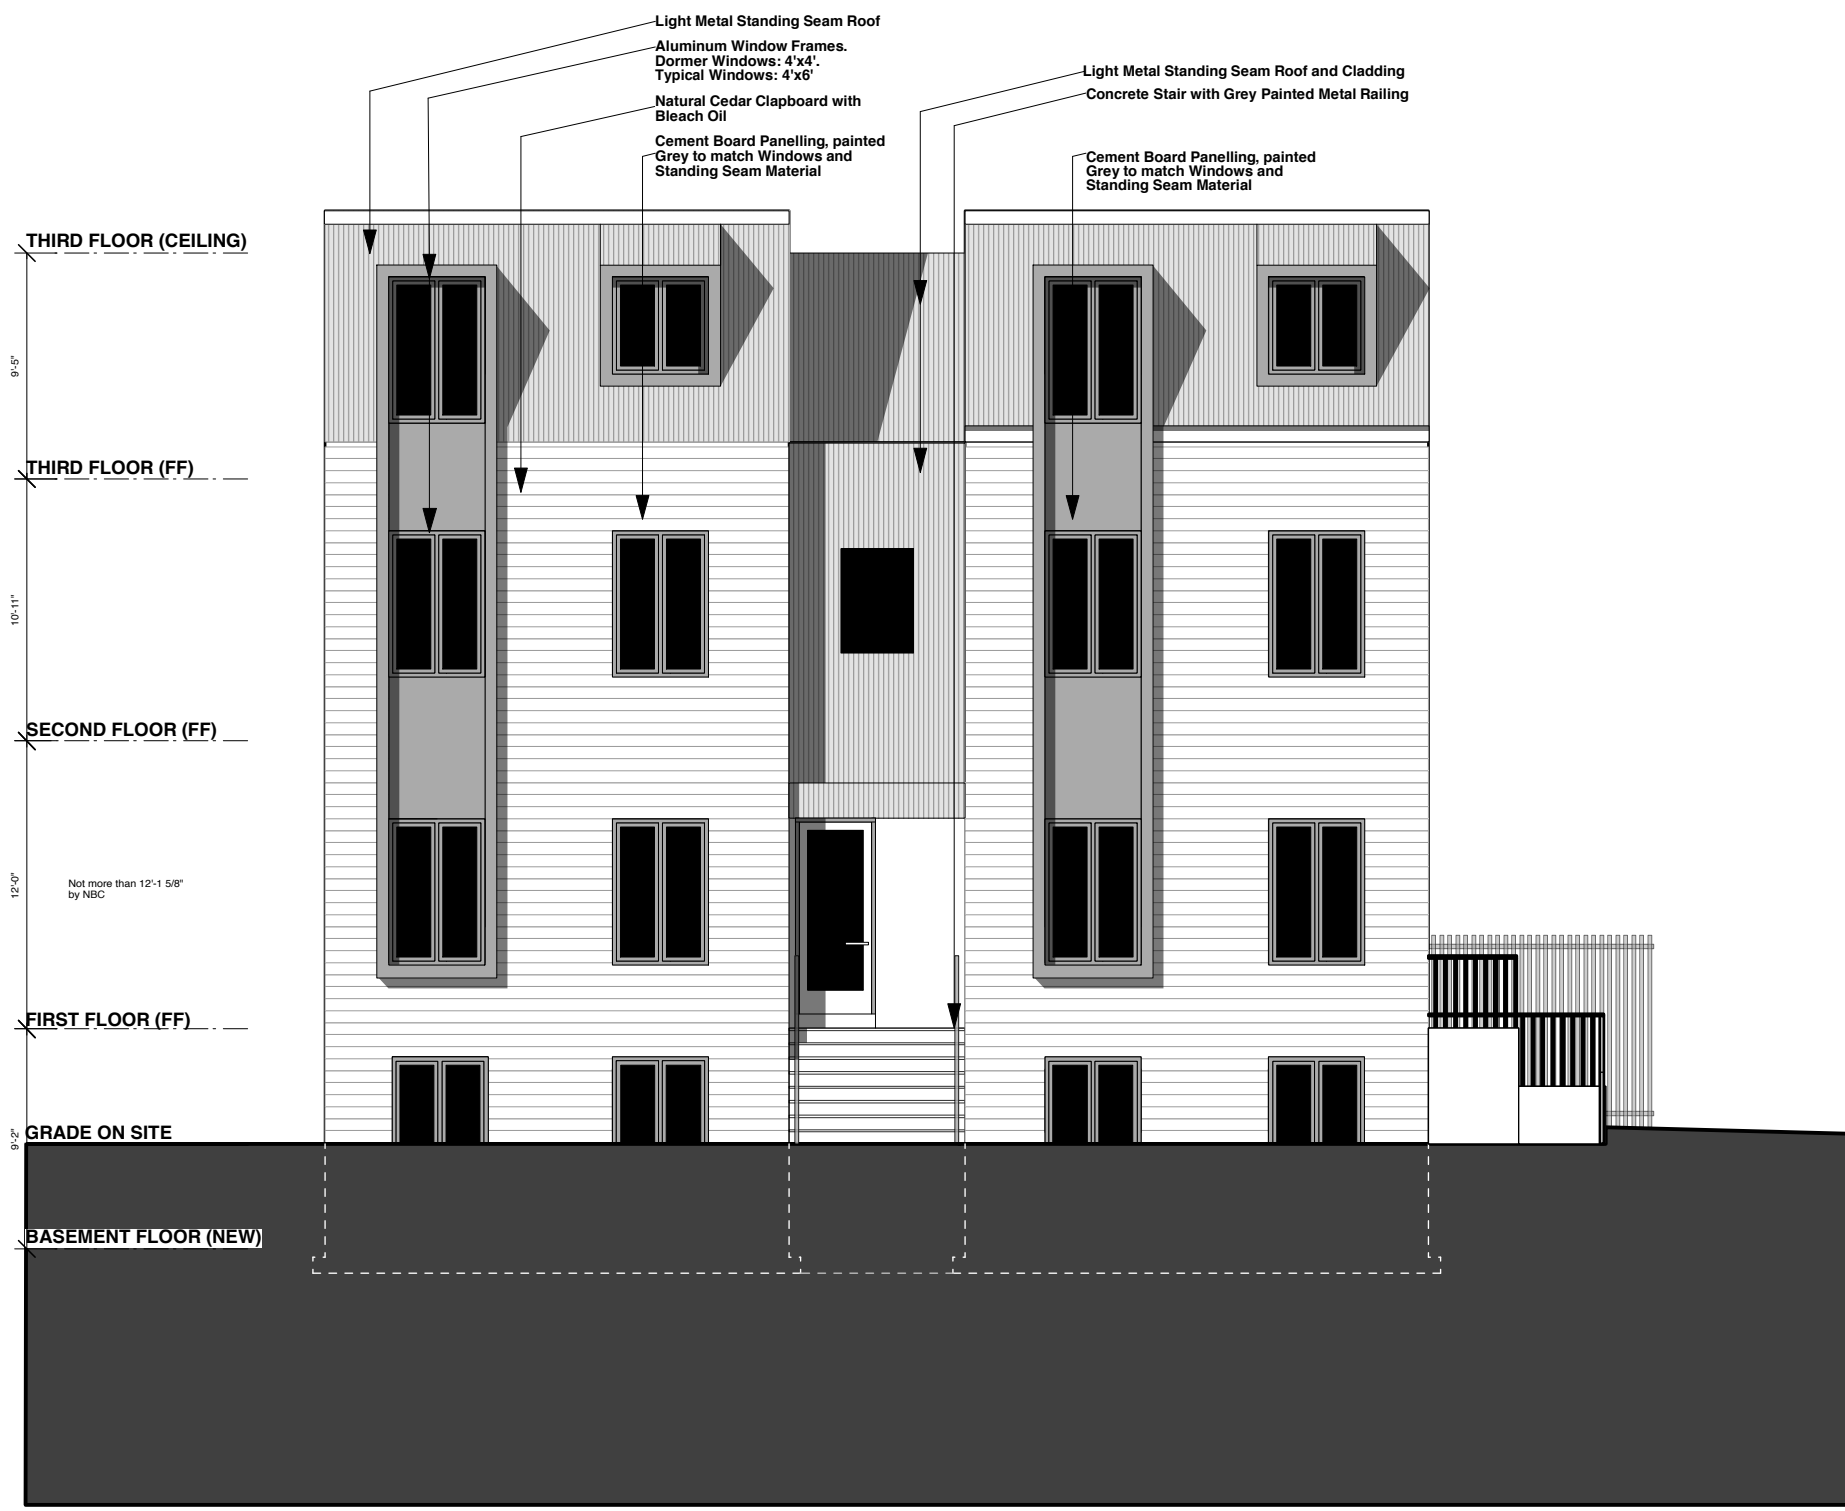 Light Metal Standing Seam Roof
Aluminum Window Frames.
Dormer Windows: 4'x4'.
Typical Windows: 4'x6'
Natural Cedar Clapboard with
Bleach Oil
Cement Board Panelling, painted
Grey to match Windows and
Standing Seam Material
Light Metal Standing Seam Roof and Cladding
Concrete Stair with Grey Painted Metal Railing
Cement Board Panelling, painted
Grey to match Windows and
Standing Seam Material
THIRD FLOOR (CEILING)
9'-5"
THIRD FLOOR (FF)
10'-11"
SECOND FLOOR (FF)
12'-0"
Not more than 12'-1 5/8"
by NBC
FIRST FLOOR (FF)
GRADE ON SITE
9'-2"
BASEMENT FLOOR (NEW)